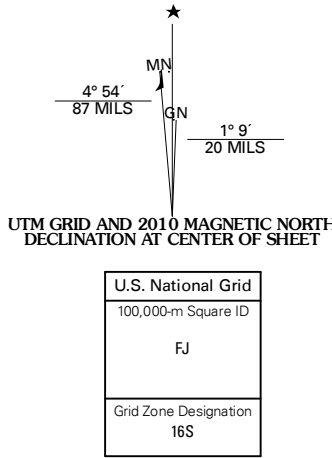 MN
4° 54´
87 MILS
GN
1° 9´
20 MILS
UTM GRID AND 2010 MAGNETIC NORTH
DECLINATION AT CENTER OF SHEET
U.S. National Grid
100,000-m Square ID
FJ
Grid Zone Designation
16S